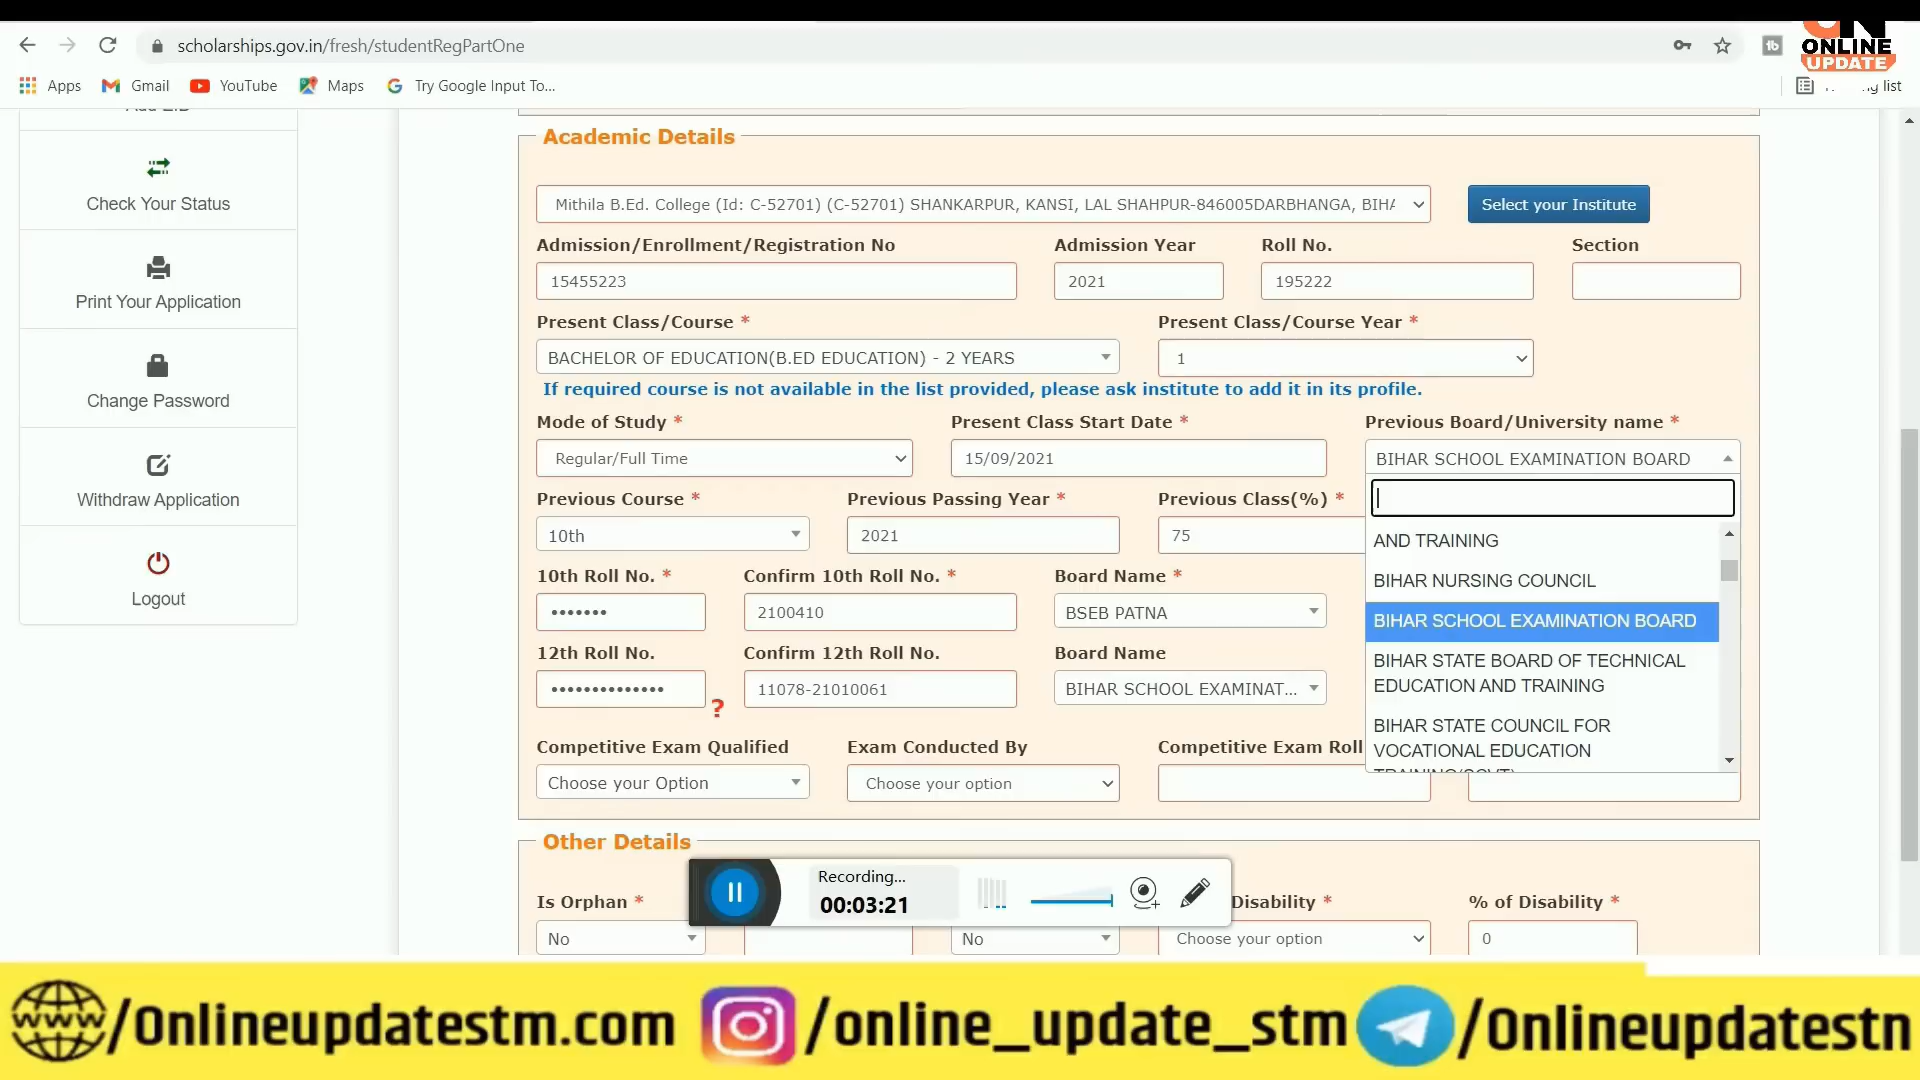 scholarships.gov.in/fresh/studentRegPartOne
ONLINE
UPDATE
Apps Gmail YouTube Maps Try Google Input To... list
Check Your Status
Print Your Application
Change Password
Withdraw Application
Logout
Academic Details
Mithila B.Ed. College (Id: C-52701) (C-52701) SHANKARPUR, KANSI, LAL SHAHPUR-846005DARBHANGA, BIHA
Select your Institute
Admission/Enrollment/Registration No Admission Year Roll No. Section
15455223 2021 195222
Present Class/Course * Present Class/Course Year *
BACHELOR OF EDUCATION(B.ED EDUCATION) - 2 YEARS 1
If required course is not available in the list provided, please ask institute to add it in its profile.
Mode of Study * Present Class Start Date * Previous Board/University name *
Regular/Full Time 15/09/2021 BIHAR SCHOOL EXAMINATION BOARD
Previous Course * Previous Passing Year * Previous Class(%) *
10th 2021 75
AND TRAINING
BIHAR NURSING COUNCIL
BIHAR SCHOOL EXAMINATION BOARD
BIHAR STATE BOARD OF TECHNICAL
EDUCATION AND TRAINING
BIHAR STATE COUNCIL FOR
VOCATIONAL EDUCATION
10th Roll No. * Confirm 10th Roll No. * Board Name *
••••••• 2100410 BSEB PATNA
12th Roll No. Confirm 12th Roll No. Board Name
•••••••••••••• ? 11078-21010061 BIHAR SCHOOL EXAMINAT...
Competitive Exam Qualified Exam Conducted By Competitive Exam Roll
Choose your Option Choose your option
Other Details
Recording...
00:03:21
Is Orphan * Disability * % of Disability *
No No Choose your option 0
www/Onlineupdatestm.com /online_update_stm /Onlineupdatestn